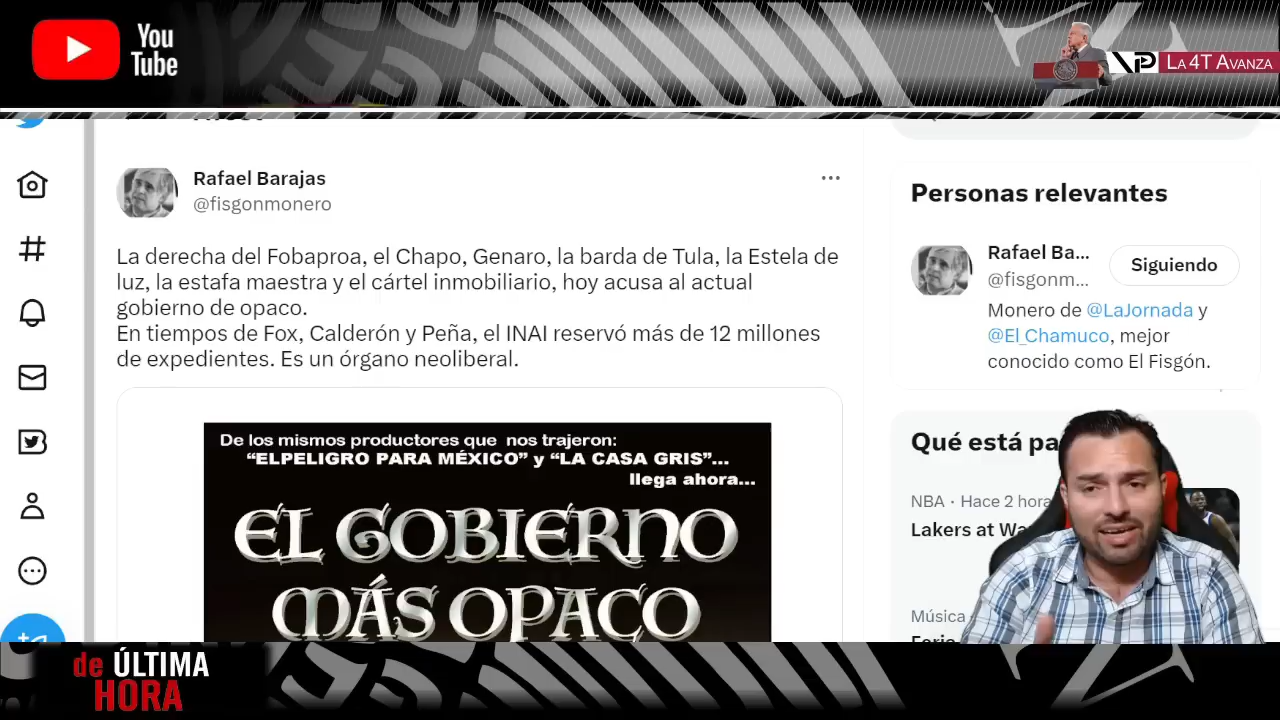 You
Tube
VP LA 4T AVANZA
Rafael Barajas
@fisgonmonero
La derecha del Fobaproa, el Chapo, Genaro, la barda de Tula, la Estela de
luz, la estafa maestra y el cártel inmobiliario, hoy acusa al actual
gobierno de opaco.
En tiempos de Fox, Calderón y Peña, el INAI reservó más de 12 millones
de expedientes. Es un órgano neoliberal.
De los mismos productores que nos trajeron:
“ELPELIGRO PARA MÉXICO” y “LA CASA GRIS”...
llega ahora...
EL GOBIERNO
MÁS OPACO
Personas relevantes
Rafael Ba...
@fisgonm...
Siguiendo
Monero de @LaJornada y
@El_Chamuco, mejor
conocido como El Fisgón.
Qué está
NBA · Hace 2
Lakers at
Música
de ÚLTIMA
HORA